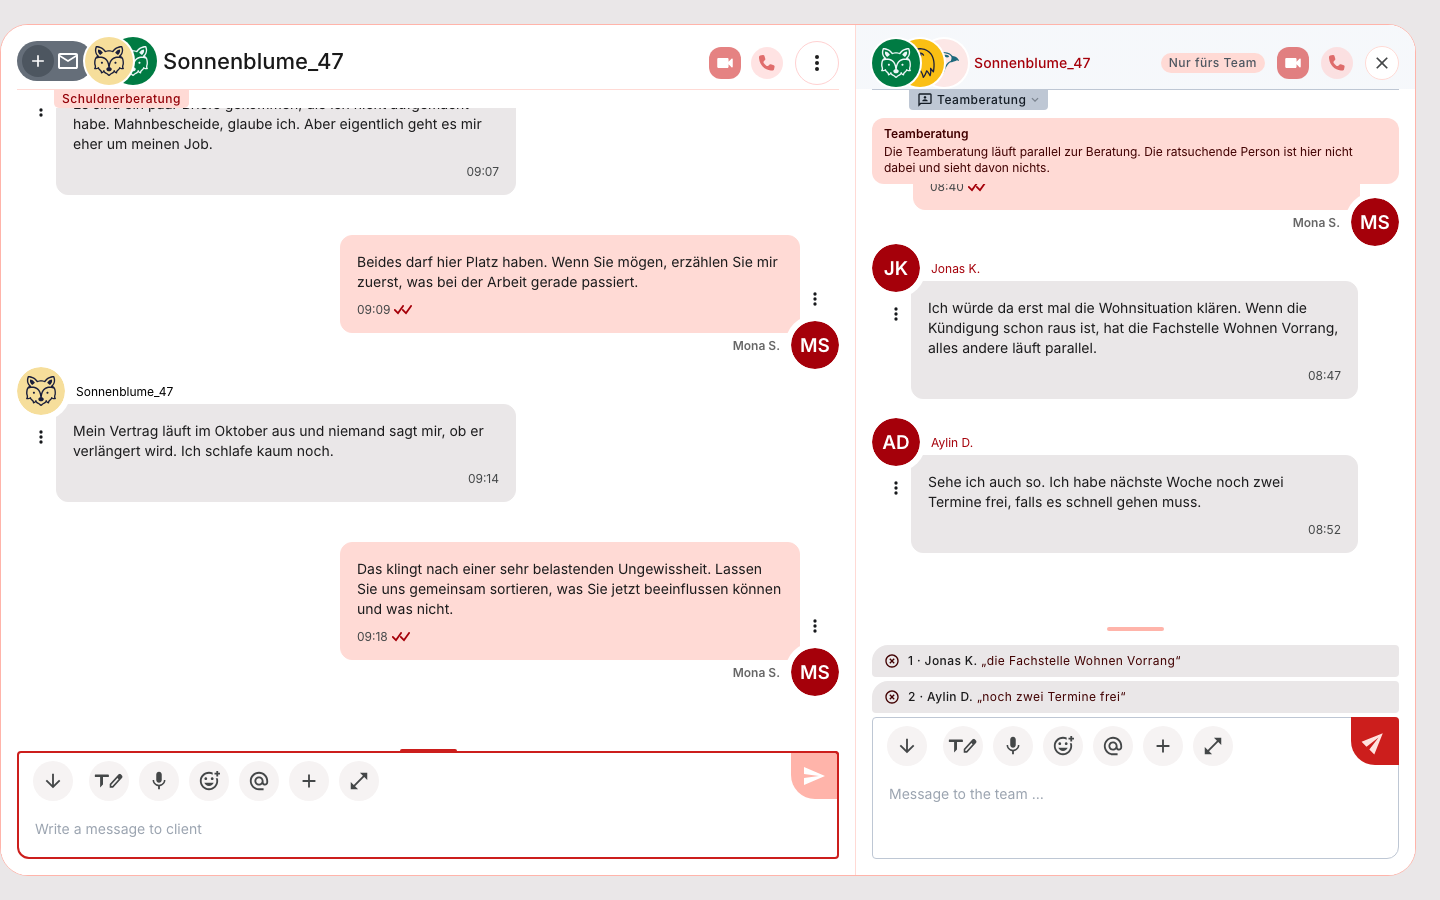 Sonnenblume_47
Schuldnerberatung
habe. Mahnbescheide, glaube ich. Aber eigentlich geht es mir
eher um meinen Job.
09:07
Beides darf hier Platz haben. Wenn Sie mögen, erzählen Sie mir
zuerst, was bei der Arbeit gerade passiert.
09:09
Mona S.
MS
Sonnenblume_47
Mein Vertrag läuft im Oktober aus und niemand sagt mir, ob er
verlängert wird. Ich schlafe kaum noch.
09:14
Das klingt nach einer sehr belastenden Ungewissheit. Lassen
Sie uns gemeinsam sortieren, was Sie jetzt beeinflussen können
und was nicht.
09:18
Mona S.
MS
Write a message to client
Sonnenblume_47
Nur fürs Team
Teamberatung
Teamberatung
Die Teamberatung läuft parallel zur Beratung. Die ratsuchende Person ist hier nicht
dabei und sieht davon nichts.
08:40
Mona S.
MS
JK
Jonas K.
Ich würde da erst mal die Wohnsituation klären. Wenn die
Kündigung schon raus ist, hat die Fachstelle Wohnen Vorrang,
alles andere läuft parallel.
08:47
AD
Aylin D.
Sehe ich auch so. Ich habe nächste Woche noch zwei
Termine frei, falls es schnell gehen muss.
08:52
1 · Jonas K. „die Fachstelle Wohnen Vorrang“
2 · Aylin D. „noch zwei Termine frei“
Message to the team ...